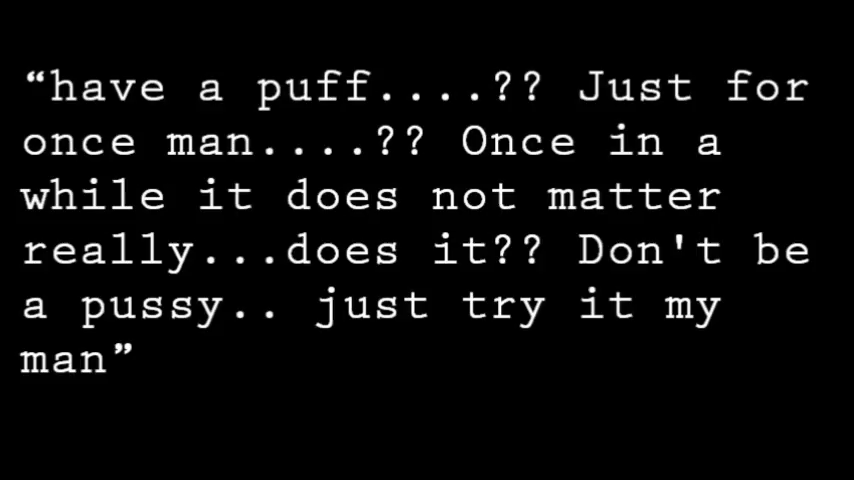 “have a puff....?? Just for
once man....?? Once in a
while it does not matter
really...does it?? Don't be
a pussy.. just try it my
man”